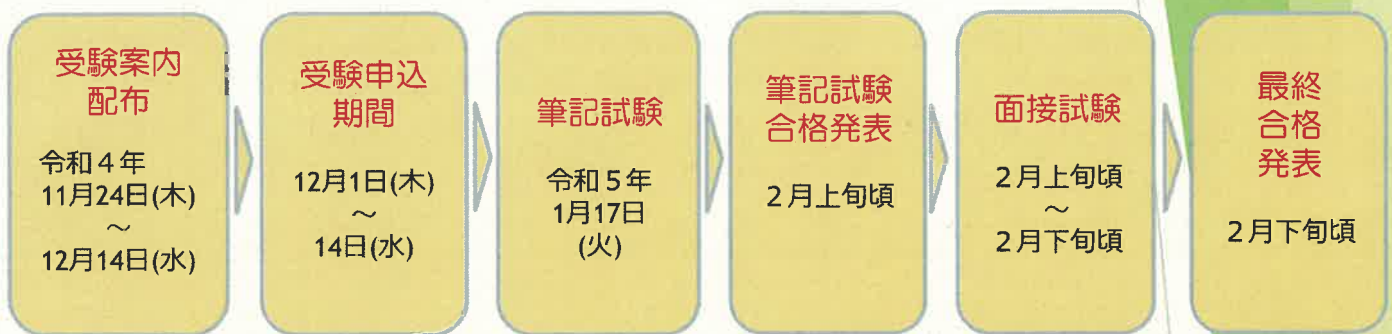 受験案内
配布
令和４年
11月24日(木)
～
12月14日(水)
受験申込
期間
12月1日(木)
～
14日(水)
筆記試験
令和５年
1月17日
(火)
筆記試験
合格発表
２月上旬頃
面接試験
２月上旬頃
～
２月下旬頃
最終
合格
発表
２月下旬頃